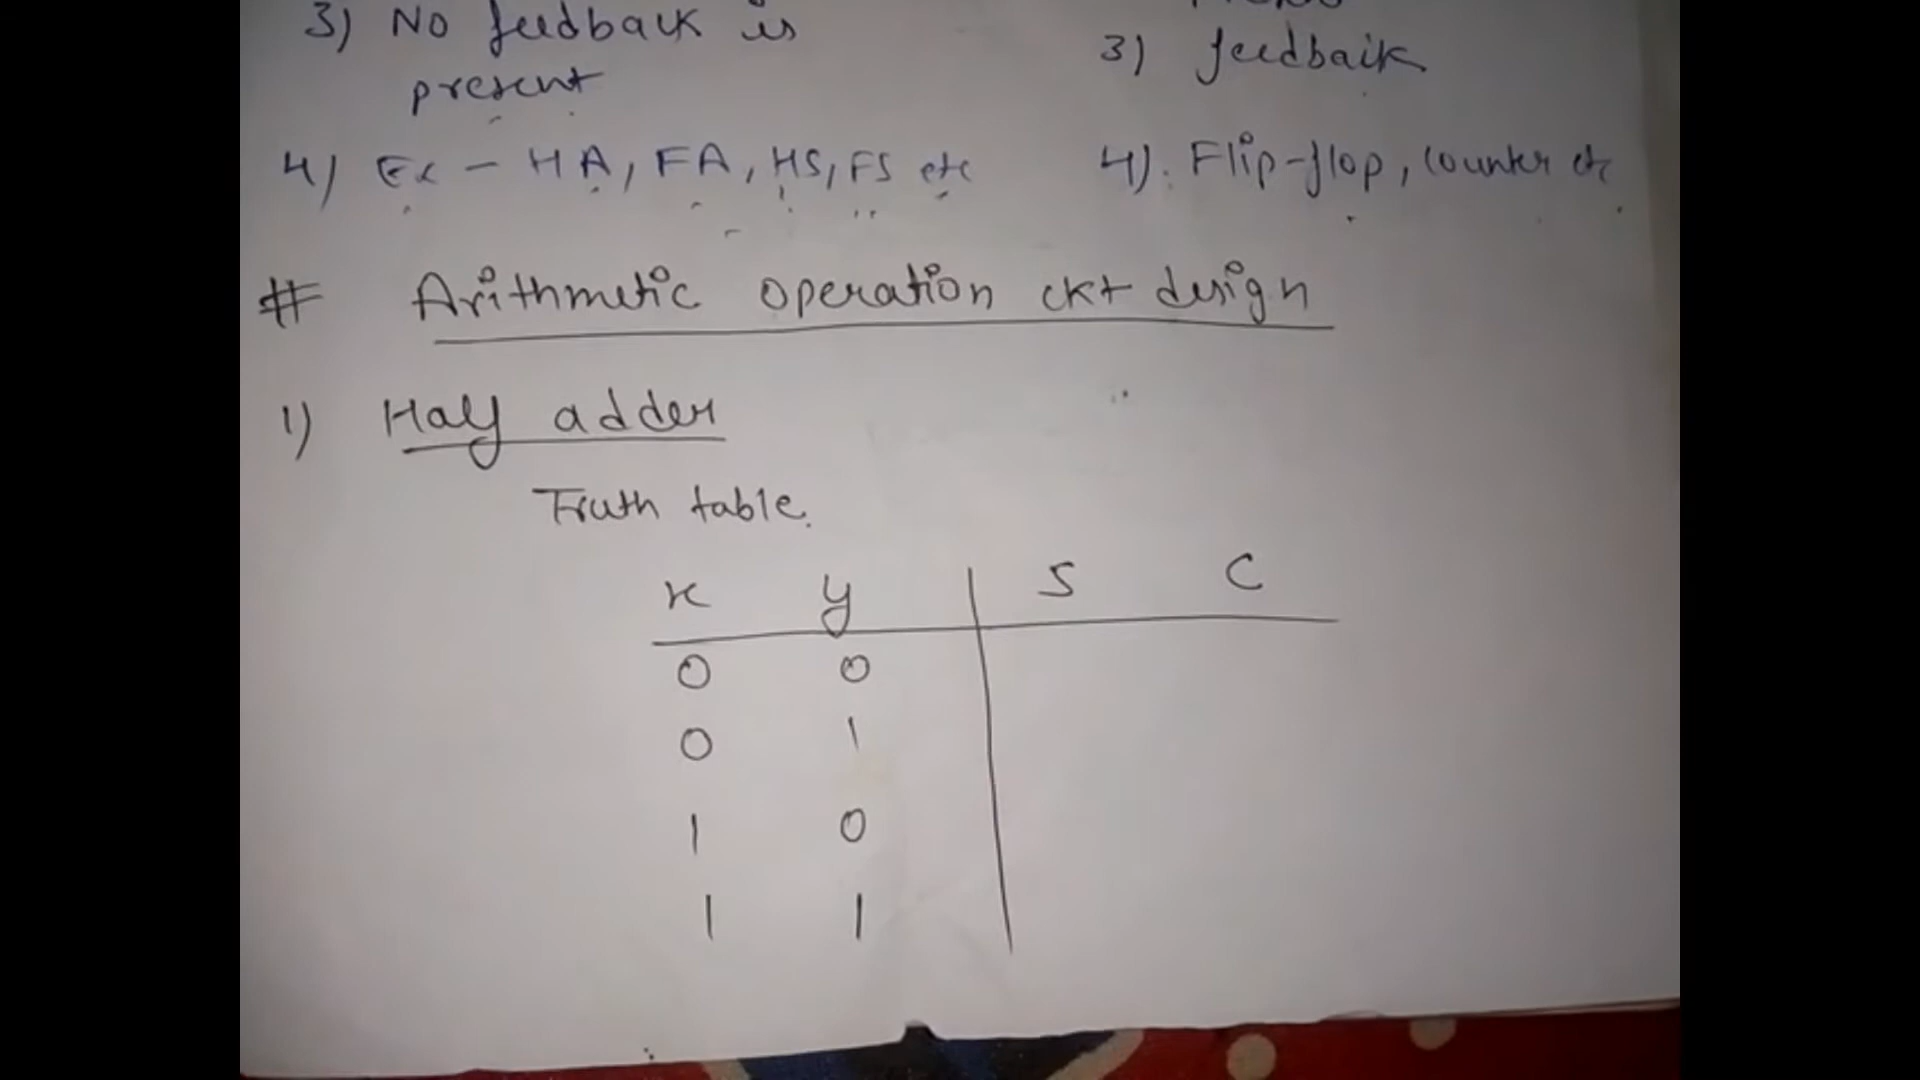 3) No feedback is
present
3) feedback
4) Ex - HA, FA, HS, FS etc
4). Flip-flop, counter etc
# Arithmetic operation ckt design
1) Half adder
Truth table.
x y S C
0 0
0 1
1 0
1 1